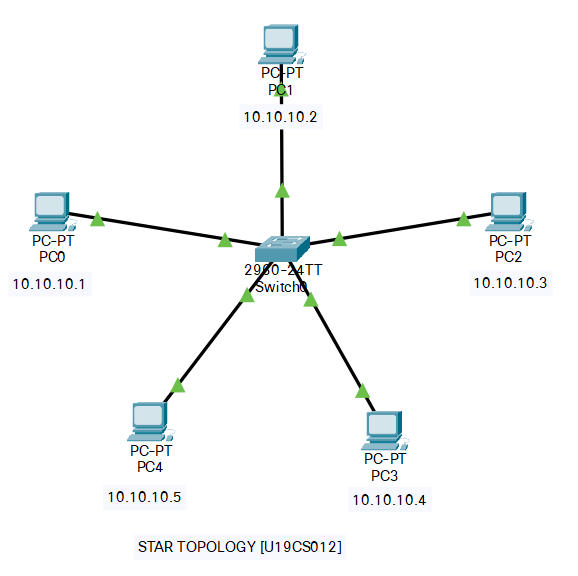 PC-PT
PC1
10.10.10.2
PC-PT
PC0
10.10.10.1
PC-PT
PC2
10.10.10.3
2960-24TT
Switch0
PC-PT
PC4
10.10.10.5
PC-PT
PC3
10.10.10.4
STAR TOPOLOGY [U19CS012]